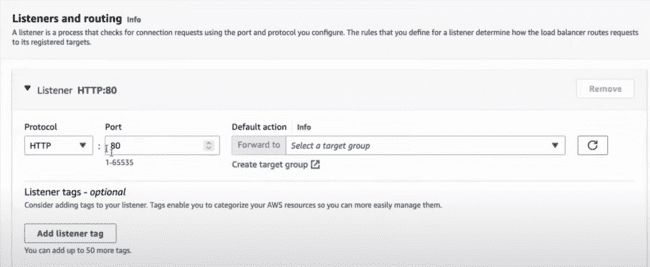 Listeners and routing Info
A listener is a process that checks for connection requests using the port and protocol you configure. The rules that you define for a listener determine how the load balancer routes requests
to its registered targets.
Listener HTTP:80
Remove
Protocol Port Default action Info
HTTP : 80 Forward to Select a target group
1-65535 Create target group
Listener tags - optional
Consider adding tags to your listener. Tags enable you to categorize your AWS resources so you can more easily manage them.
Add listener tag
You can add up to 50 more tags.